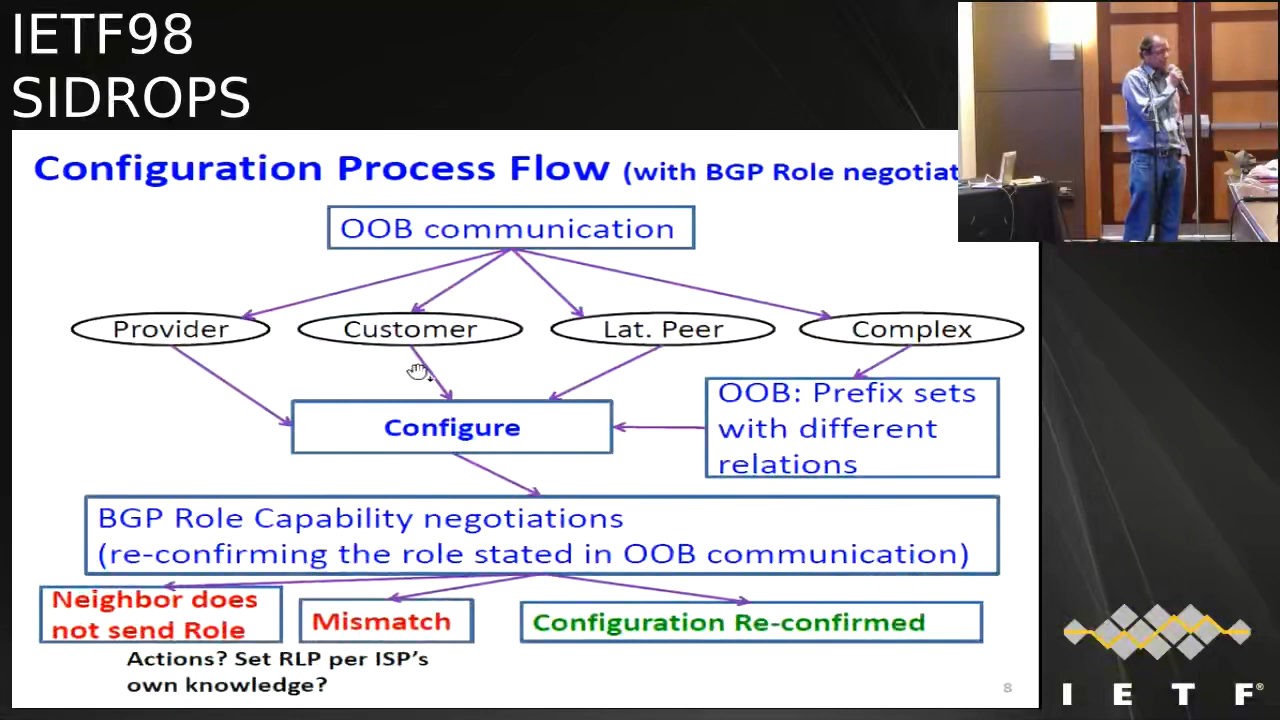 IETF98
SIDROPS
Configuration Process Flow (with BGP Role negotiat
OOB communication
Provider
Customer
Lat. Peer
Complex
OOB: Prefix sets
with different
relations
Configure
BGP Role Capability negotiations
(re-confirming the role stated in OOB communication)
Neighbor does
not send Role
Mismatch
Configuration Re-confirmed
Actions? Set RLP per ISP's
own knowledge?
8
I E T F®